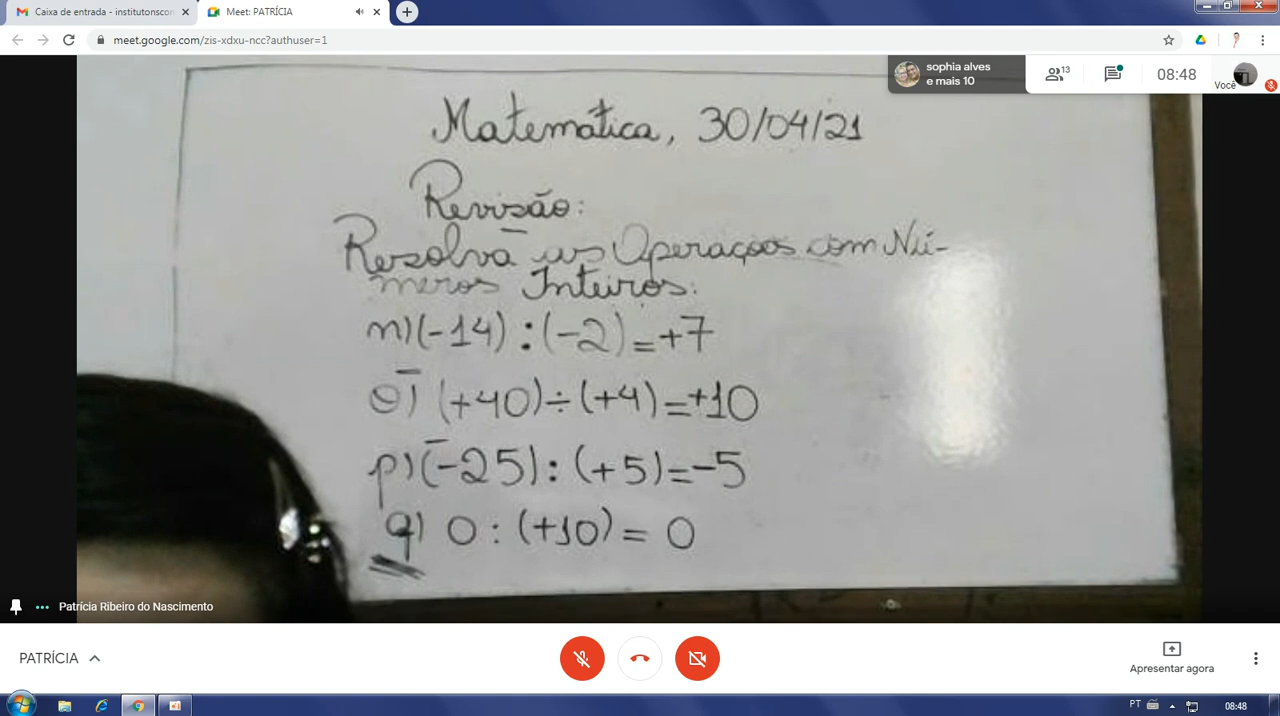 Caixa de entrada - institutonscon
Meet: PATRÍCIA
meet.google.com/zis-xdxu-ncc?authuser=1
sophia alves
e mais 10
13
08:48
Você
Matemática, 30/04/21
Revisão:
Resolva as Operaçoos com Nú-
meros Inteiros:
n) (-14) : (-2) = +7
o) (+40) ÷ (+4) = +10
p) (-25) : (+5) = -5
q) 0 : (+10) = 0
Patrícia Ribeiro do Nascimento
PATRÍCIA
Apresentar agora
PT
08:48